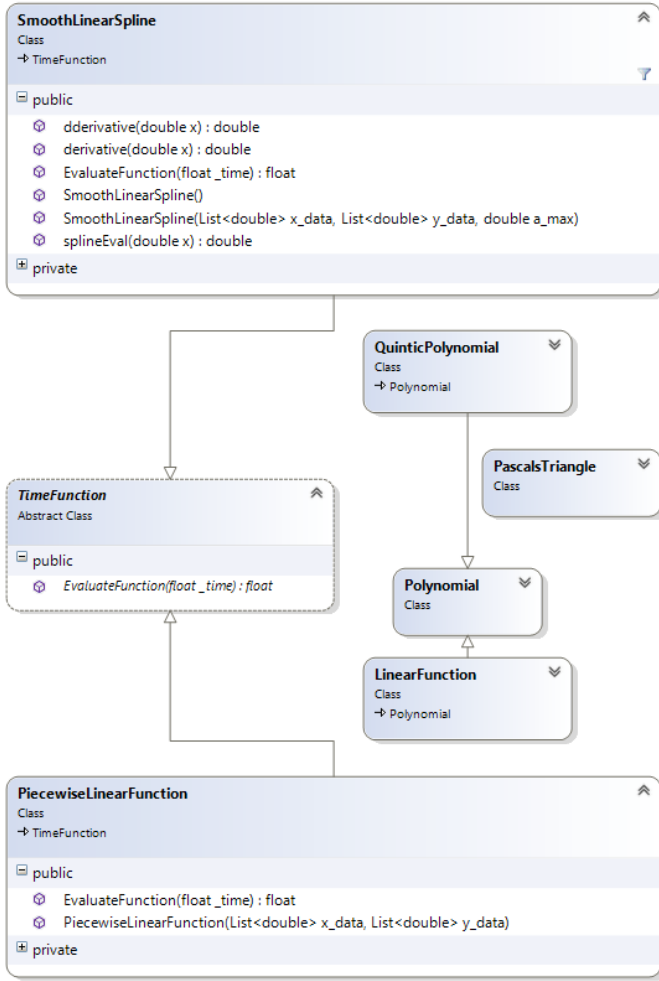 SmoothLinearSpline
Class
TimeFunction
public
dderivative(double x) : double
derivative(double x) : double
EvaluateFunction(float _time) : float
SmoothLinearSpline()
SmoothLinearSpline(List<double> x_data, List<double> y_data, double a_max)
splineEval(double x) : double
private
QuinticPolynomial
Class
Polynomial
PascalsTriangle
Class
TimeFunction
Abstract Class
public
EvaluateFunction(float _time) : float
Polynomial
Class
LinearFunction
Class
Polynomial
PiecewiseLinearFunction
Class
TimeFunction
public
EvaluateFunction(float _time) : float
PiecewiseLinearFunction(List<double> x_data, List<double> y_data)
private